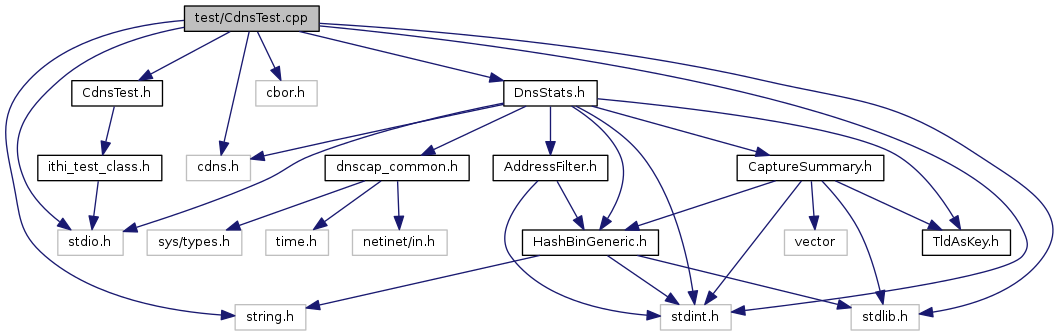 test/CdnsTest.cpp
CdnsTest.h
cbor.h
DnsStats.h
ithi_test_class.h
cdns.h
dnscap_common.h
AddressFilter.h
CaptureSummary.h
stdio.h
sys/types.h
time.h
netinet/in.h
HashBinGeneric.h
vector
TldAsKey.h
string.h
stdint.h
stdlib.h